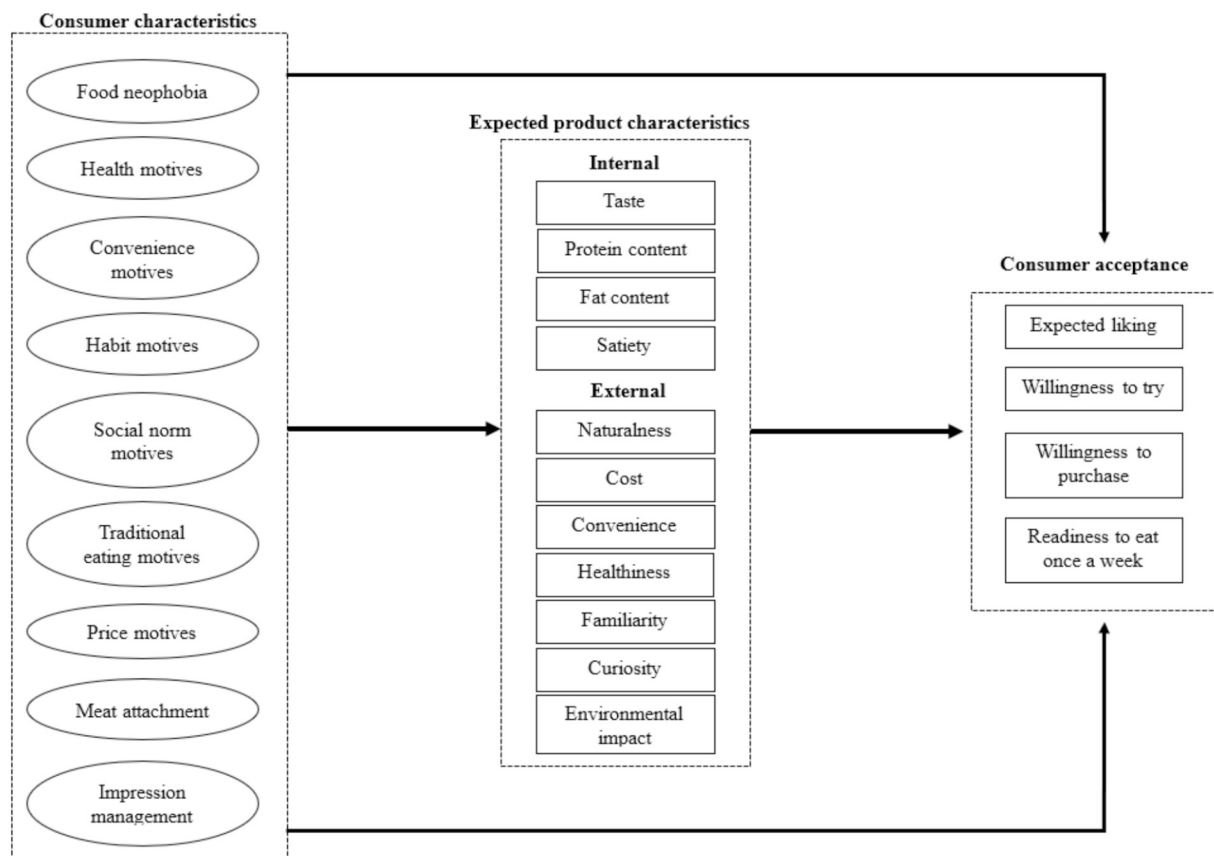 Consumer characteristics
Food neophobia
Health motives
Convenience
motives
Habit motives
Social norm
motives
Traditional
eating motives
Price motives
Meat attachment
Impression
management
Expected product characteristics
Internal
Taste
Protein content
Fat content
Satiety
External
Naturalness
Cost
Convenience
Healthiness
Familiarity
Curiosity
Environmental
impact
Consumer acceptance
Expected liking
Willingness to try
Willingness to
purchase
Readiness to eat
once a week